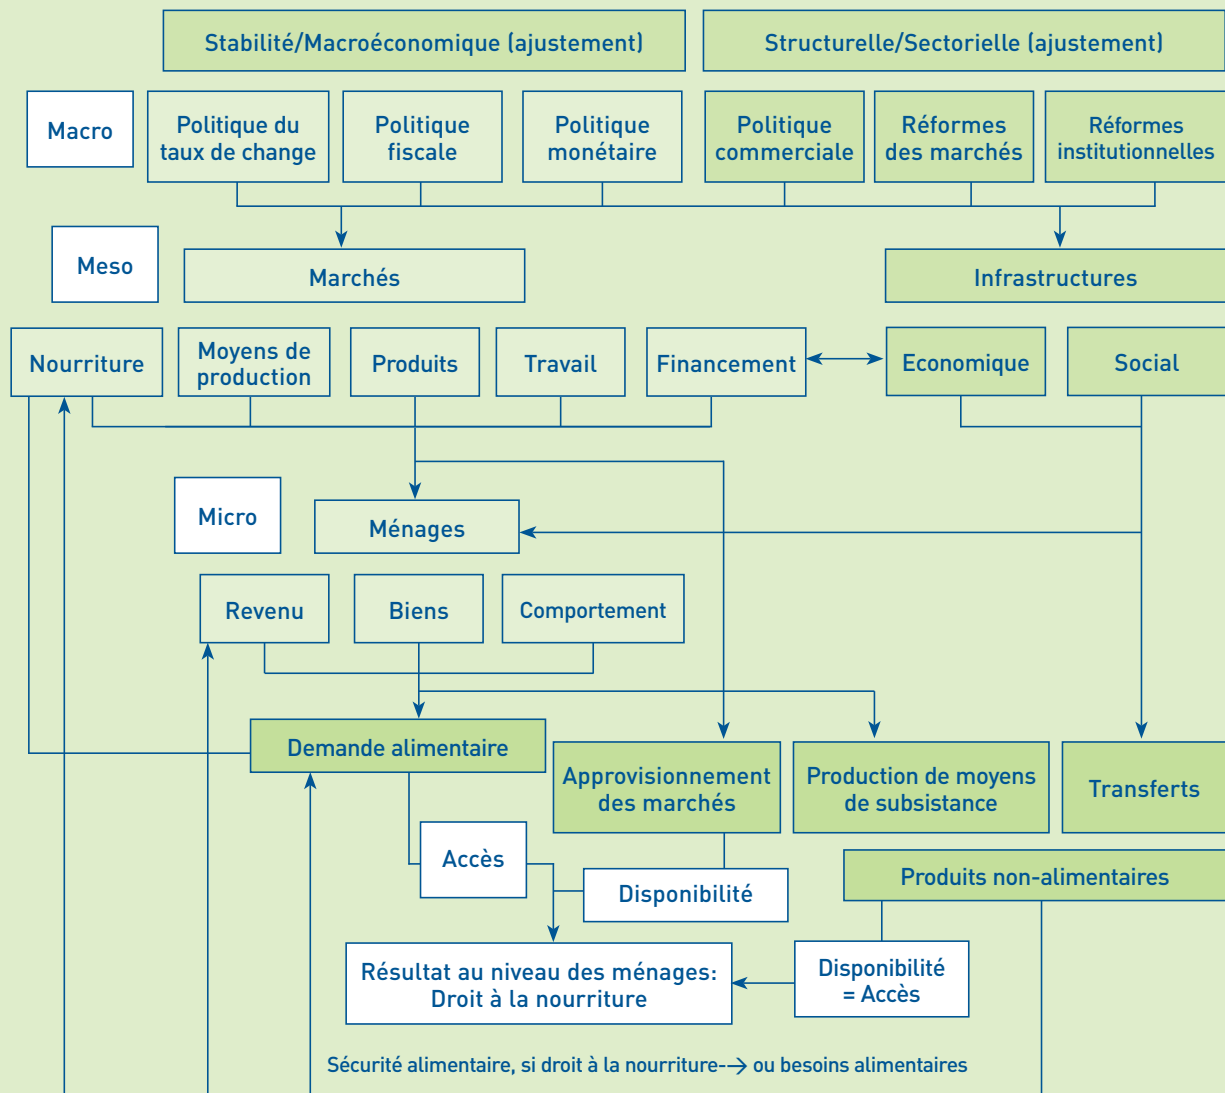 Stabilité/Macroéconomique (ajustement)
Structurelle/Sectorielle (ajustement)
Macro
Politique du
taux de change
Politique
fiscale
Politique
monétaire
Politique
commerciale
Réformes
des marchés
Réformes
institutionnelles
Meso
Marchés
Infrastructures
Nourriture
Moyens de
production
Produits
Travail
Financement
Economique
Social
Micro
Ménages
Revenu
Biens
Comportement
Demande alimentaire
Approvisionnement
des marchés
Production de moyens
de subsistance
Transferts
Accès
Disponibilité
Produits non-alimentaires
Résultat au niveau des ménages:
Droit à la nourriture
Disponibilité
= Accès
Sécurité alimentaire, si droit à la nourriture--> ou besoins alimentaires